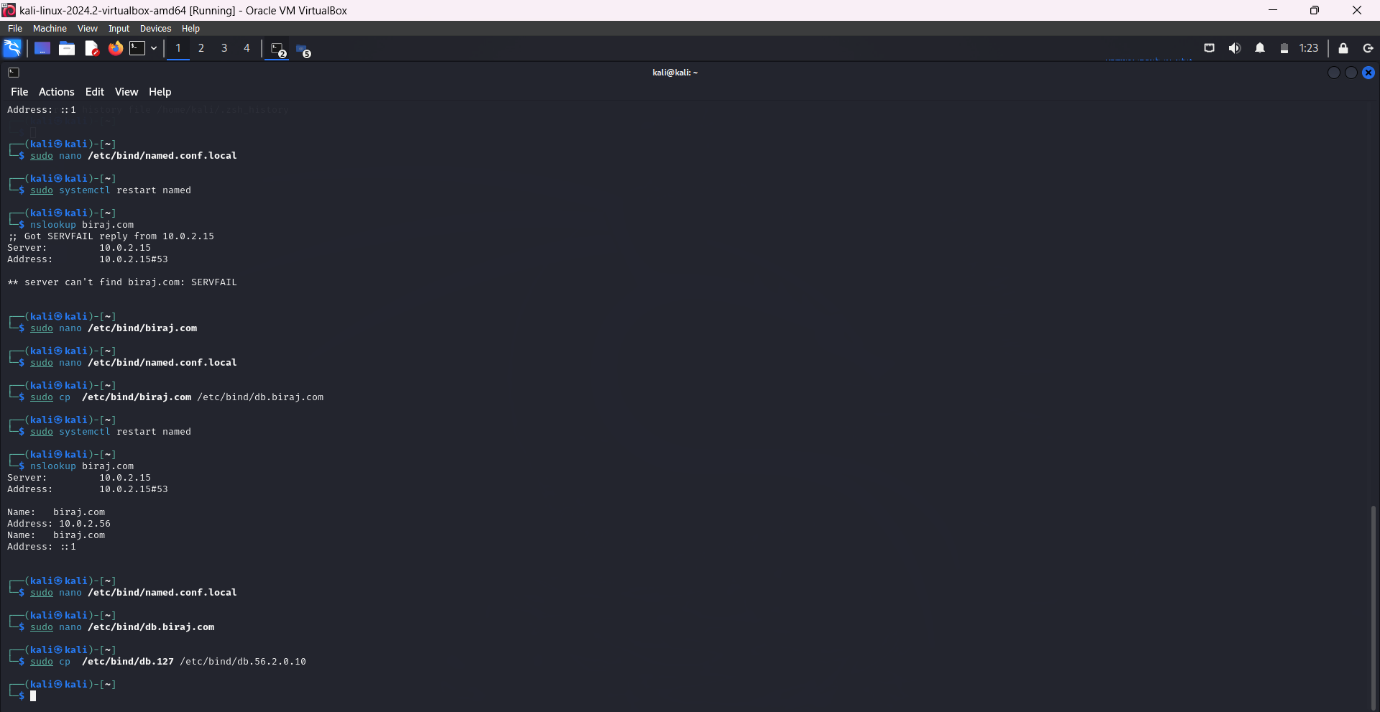 kali-linux-2024.2-virtualbox-amd64 [Running] - Oracle VM VirtualBox
File Machine View Input Devices Help
1 2 3 4 2 5 1:23
kali@kali: ~
File Actions Edit View Help
Address: ::1
┌──(kali㉿kali)-[~]
└─$ sudo nano /etc/bind/named.conf.local
┌──(kali㉿kali)-[~]
└─$ sudo systemctl restart named
┌──(kali㉿kali)-[~]
└─$ nslookup biraj.com
;; Got SERVFAIL reply from 10.0.2.15
Server: 10.0.2.15
Address: 10.0.2.15#53
** server can't find biraj.com: SERVFAIL
┌──(kali㉿kali)-[~]
└─$ sudo nano /etc/bind/biraj.com
┌──(kali㉿kali)-[~]
└─$ sudo nano /etc/bind/named.conf.local
┌──(kali㉿kali)-[~]
└─$ sudo cp /etc/bind/biraj.com /etc/bind/db.biraj.com
┌──(kali㉿kali)-[~]
└─$ sudo systemctl restart named
┌──(kali㉿kali)-[~]
└─$ nslookup biraj.com
Server: 10.0.2.15
Address: 10.0.2.15#53
Name: biraj.com
Address: 10.0.2.56
Name: biraj.com
Address: ::1
┌──(kali㉿kali)-[~]
└─$ sudo nano /etc/bind/named.conf.local
┌──(kali㉿kali)-[~]
└─$ sudo nano /etc/bind/db.biraj.com
┌──(kali㉿kali)-[~]
└─$ sudo cp /etc/bind/db.127 /etc/bind/db.56.2.0.10
┌──(kali㉿kali)-[~]
└─$